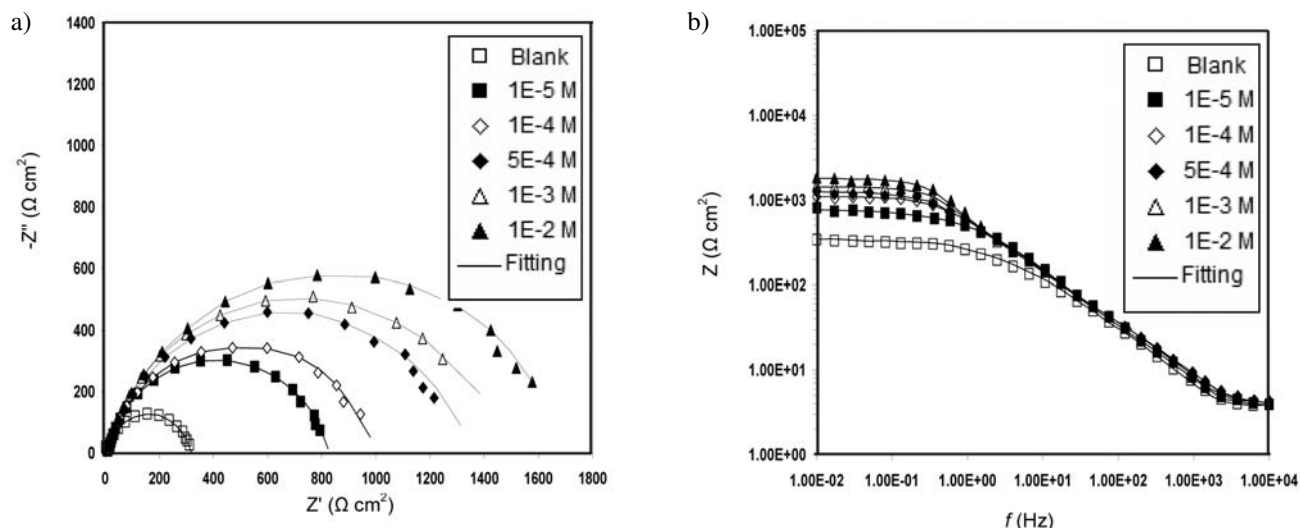 a)
1400
1200
1000
800
600
400
200
0
-Z" (Ω cm²)
0 200 400 600 800 1000 1200 1400 1600 1800
Z' (Ω cm²)
Blank
1E-5 M
1E-4 M
5E-4 M
1E-3 M
1E-2 M
Fitting
b)
1.00E+05
1.00E+04
1.00E+03
1.00E+02
1.00E+01
1.00E+00
Z (Ω cm²)
1.00E-02 1.00E-01 1.00E+00 1.00E+01 1.00E+02 1.00E+03 1.00E+04
f (Hz)
Blank
1E-5 M
1E-4 M
5E-4 M
1E-3 M
1E-2 M
Fitting